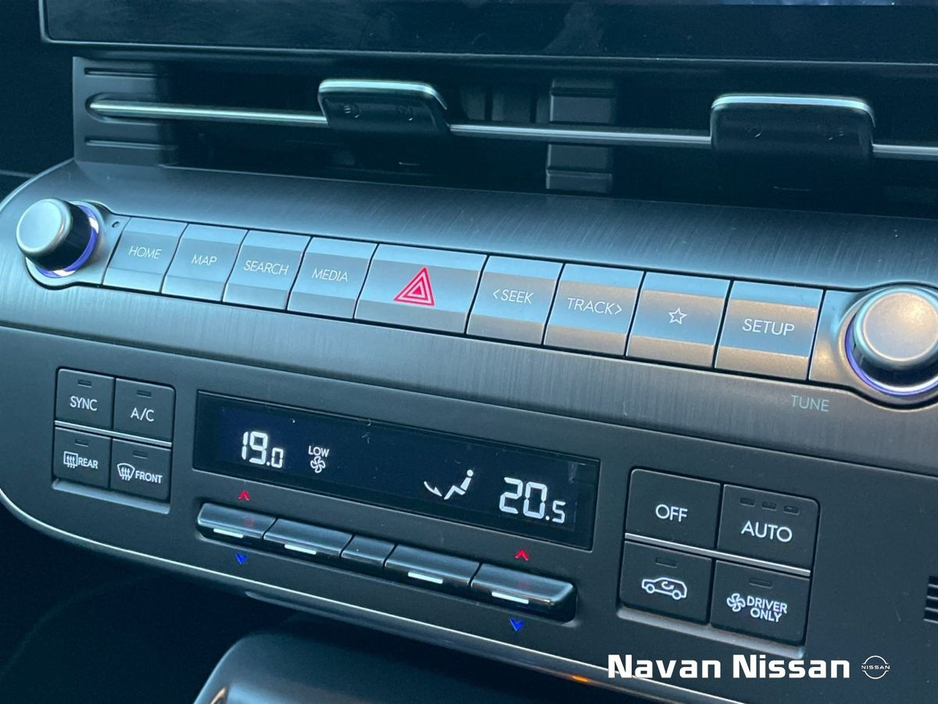 HOME
MAP
SEARCH
MEDIA
<SEEK
TRACK>
SETUP
TUNE
SYNC
A/C
REAR
FRONT
19.0
LOW
20.5
OFF
AUTO
DRIVER
ONLY
Navan Nissan
NISSAN